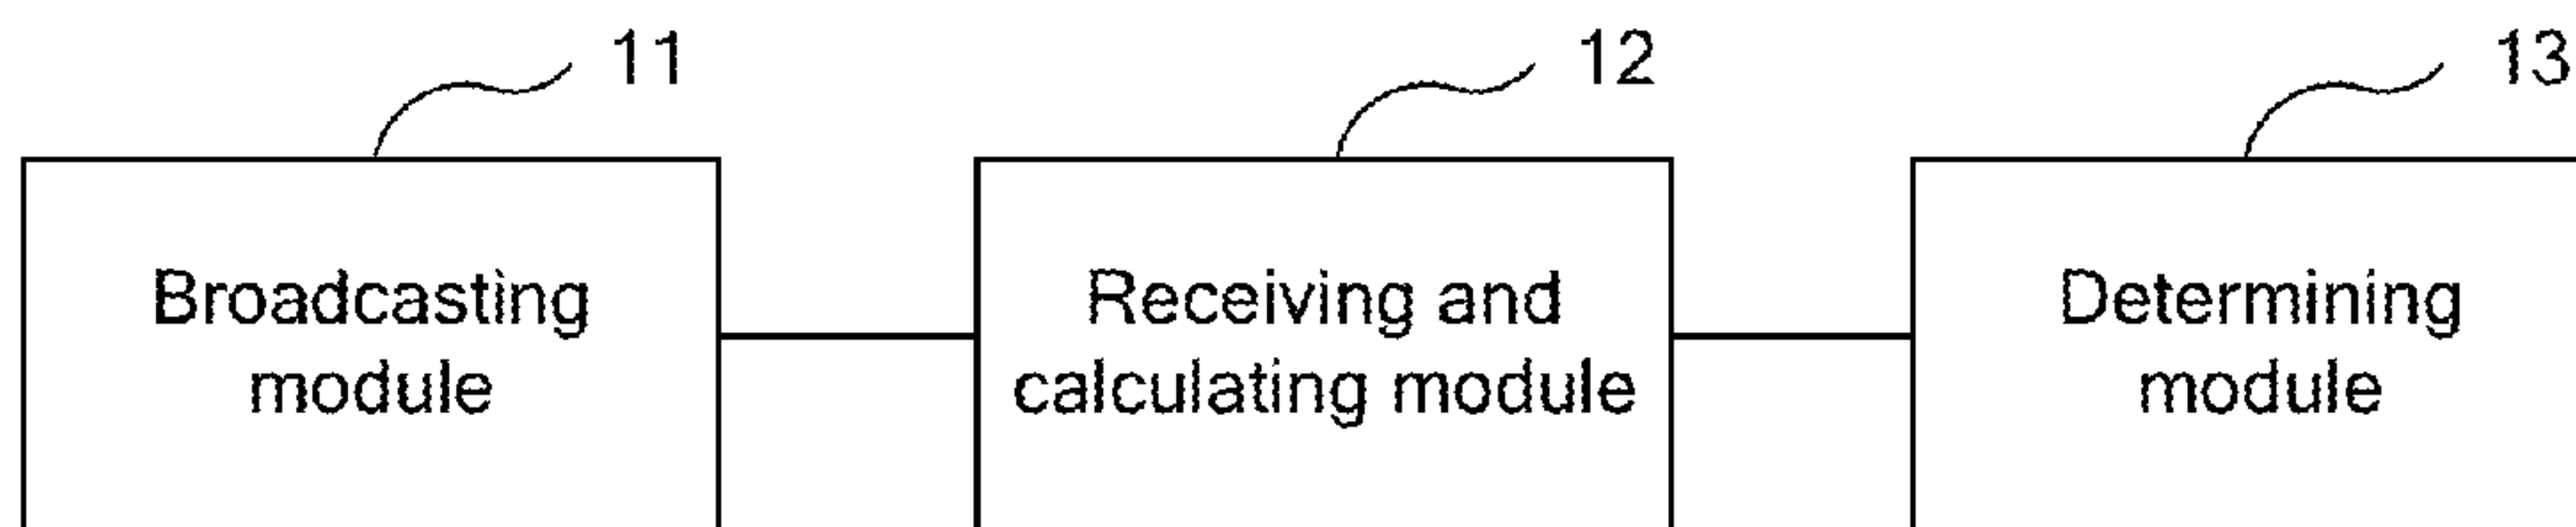 11
12
13
Broadcasting
module
Receiving and
calculating module
Determining
module